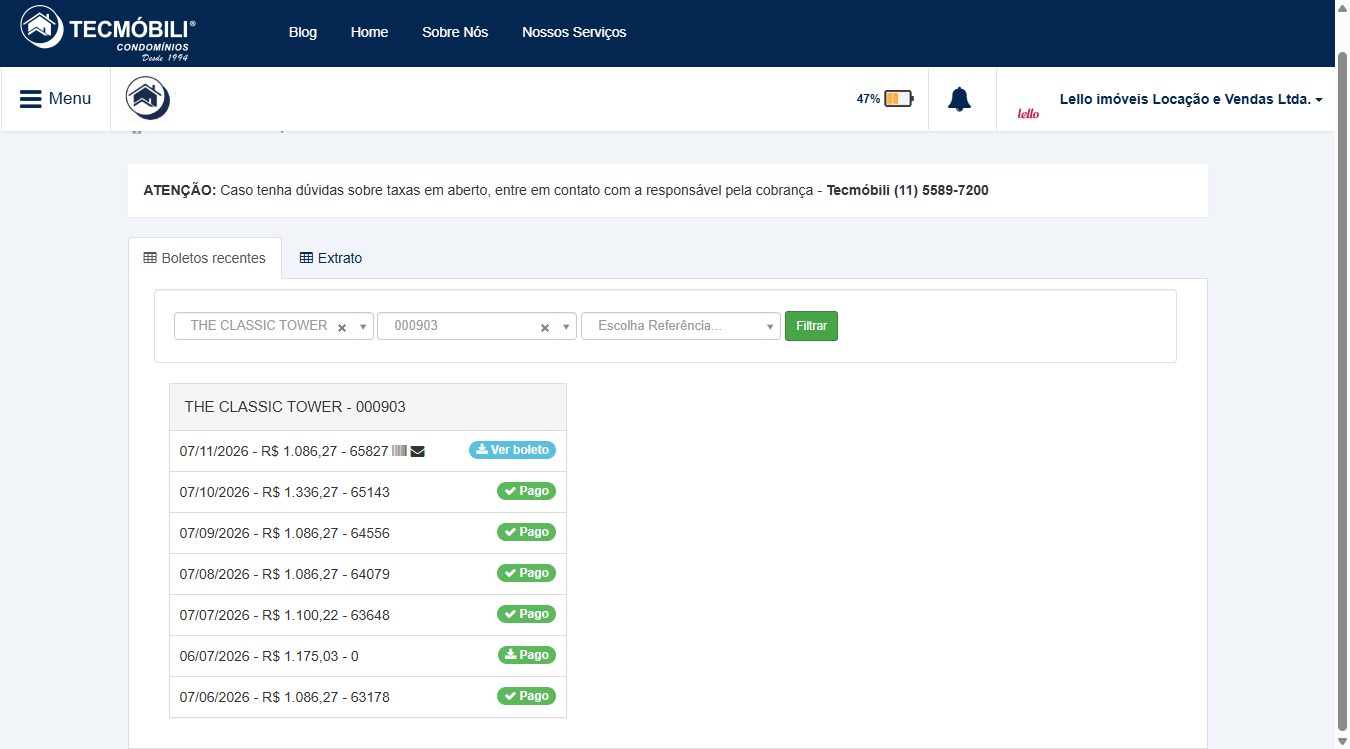 TECMÓBILI®
CONDOMÍNIOS
Desde 1994
Blog Home Sobre Nós Nossos Serviços
Menu
47%
lello
Lello imóveis Locação e Vendas Ltda.
ATENÇÃO: Caso tenha dúvidas sobre taxas em aberto, entre em contato com a responsável pela cobrança - Tecmóbili (11) 5589-7200
Boletos recentes Extrato
THE CLASSIC TOWER × 000903 × Escolha Referência... Filtrar
THE CLASSIC TOWER - 000903
07/11/2026 - R$ 1.086,27 - 65827 Ver boleto
07/10/2026 - R$ 1.336,27 - 65143 Pago
07/09/2026 - R$ 1.086,27 - 64556 Pago
07/08/2026 - R$ 1.086,27 - 64079 Pago
07/07/2026 - R$ 1.100,22 - 63648 Pago
06/07/2026 - R$ 1.175,03 - 0 Pago
07/06/2026 - R$ 1.086,27 - 63178 Pago